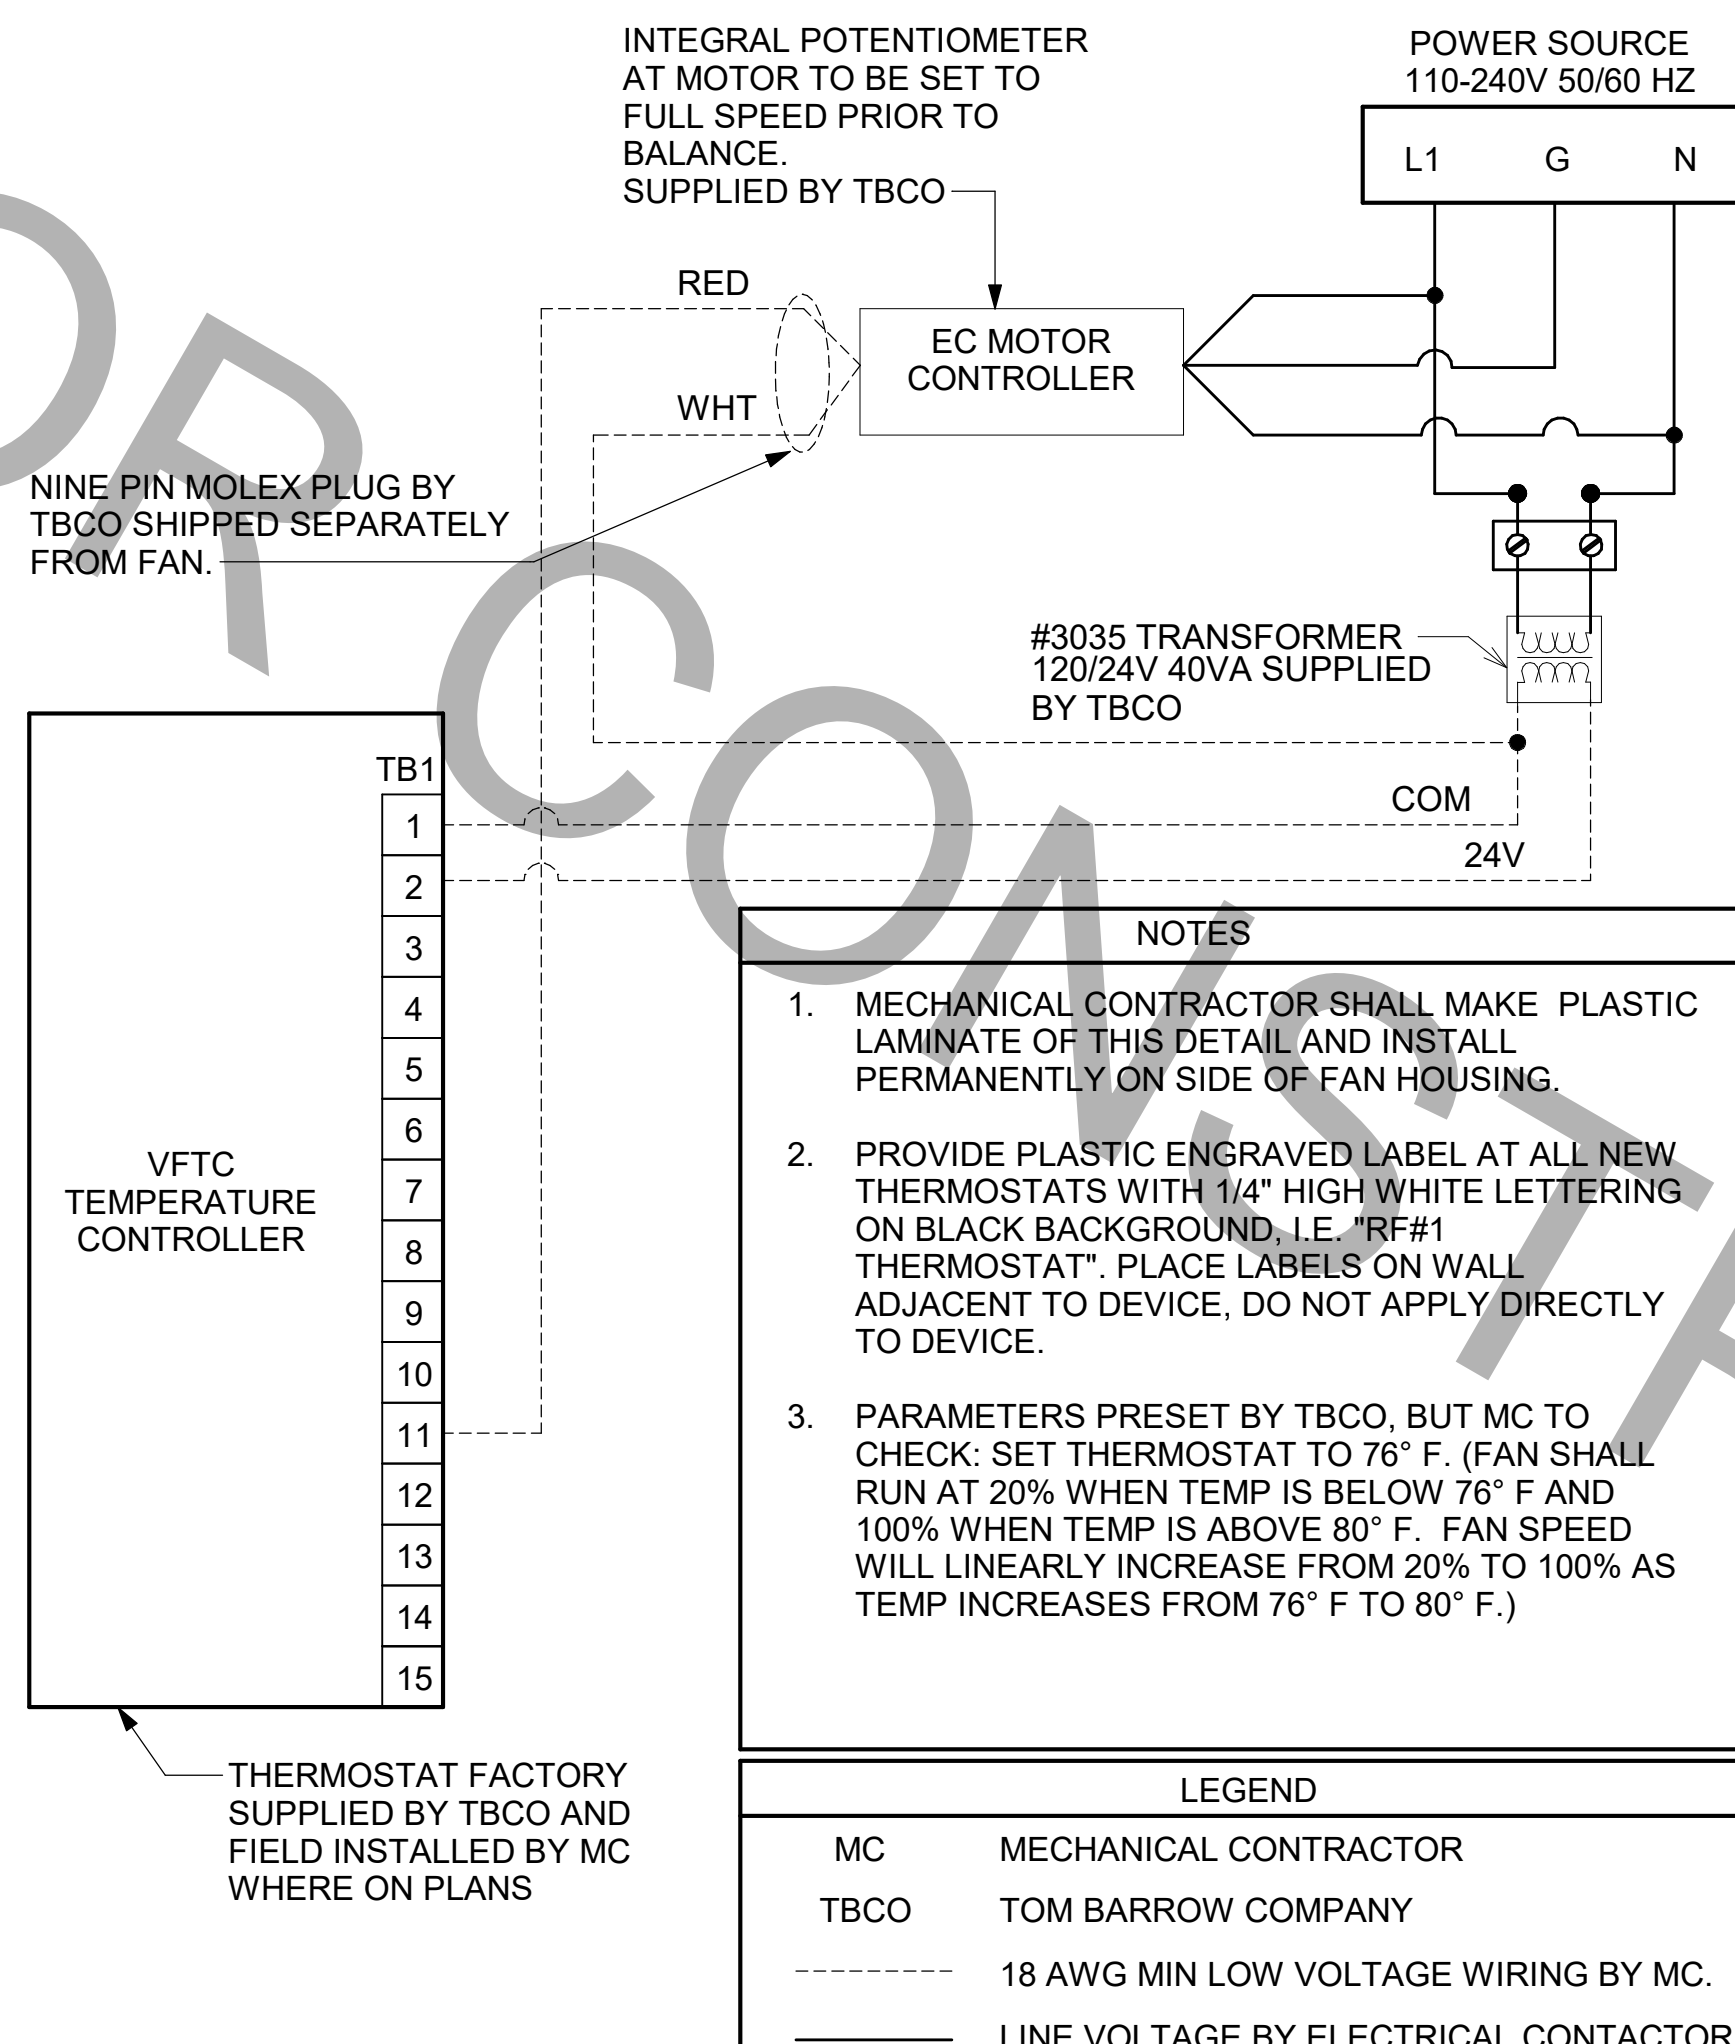 INTEGRAL POTENTIOMETER
AT MOTOR TO BE SET TO
FULL SPEED PRIOR TO
BALANCE.
SUPPLIED BY TBCO
POWER SOURCE
110-240V 50/60 HZ
L1 G N
RED
EC MOTOR
CONTROLLER
WHT
NINE PIN MOLEX PLUG BY
TBCO SHIPPED SEPARATELY
FROM FAN.
#3035 TRANSFORMER
120/24V 40VA SUPPLIED
BY TBCO
TB1
COM
24V
1
2
3
4
5
6
7
8
9
10
11
12
13
14
15
VFTC
TEMPERATURE
CONTROLLER
THERMOSTAT FACTORY
SUPPLIED BY TBCO AND
FIELD INSTALLED BY MC
WHERE ON PLANS
NOTES
1. MECHANICAL CONTRACTOR SHALL MAKE PLASTIC
LAMINATE OF THIS DETAIL AND INSTALL
PERMANENTLY ON SIDE OF FAN HOUSING.
2. PROVIDE PLASTIC ENGRAVED LABEL AT ALL NEW
THERMOSTATS WITH 1/4" HIGH WHITE LETTERING
ON BLACK BACKGROUND, I.E. "RF#1
THERMOSTAT". PLACE LABELS ON WALL
ADJACENT TO DEVICE, DO NOT APPLY DIRECTLY
TO DEVICE.
3. PARAMETERS PRESET BY TBCO, BUT MC TO
CHECK: SET THERMOSTAT TO 76° F. (FAN SHALL
RUN AT 20% WHEN TEMP IS BELOW 76° F AND
100% WHEN TEMP IS ABOVE 80° F. FAN SPEED
WILL LINEARLY INCREASE FROM 20% TO 100% AS
TEMP INCREASES FROM 76° F TO 80° F.)
LEGEND
MC MECHANICAL CONTRACTOR
TBCO TOM BARROW COMPANY
18 AWG MIN LOW VOLTAGE WIRING BY MC.
LINE VOLTAGE BY ELECTRICAL CONTACTOR
OR CONSTR